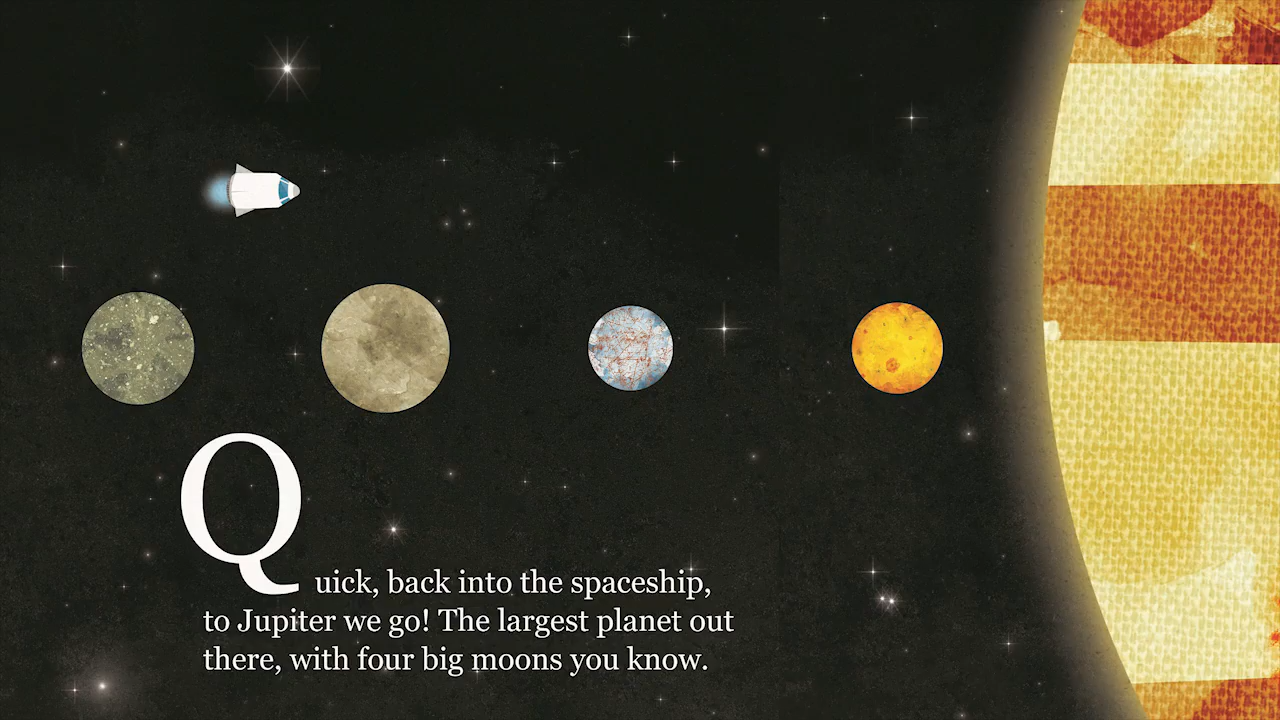 Quick, back into the spaceship,
to Jupiter we go! The largest planet out
there, with four big moons you know.